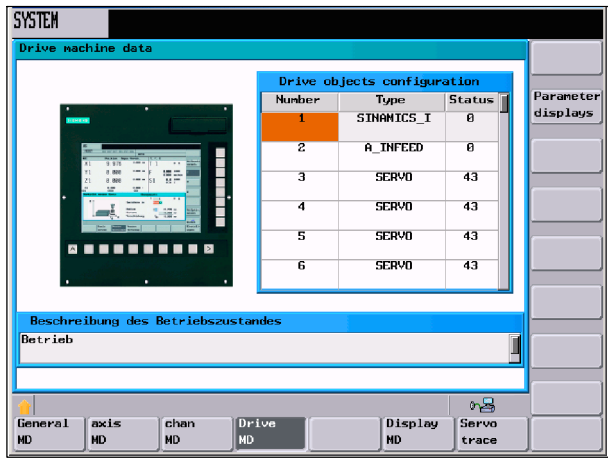 SYSTEM
Drive machine data
Drive objects configuration
Number Type Status
1 SINAMICS_I 0
2 A_INFEED 0
3 SERVO 43
4 SERVO 43
5 SERVO 43
6 SERVO 43
Parameter
displays
Beschreibung des Betriebszustandes
Betrieb
General
MD
axis
MD
chan
MD
Drive
MD
Display
MD
Servo
trace